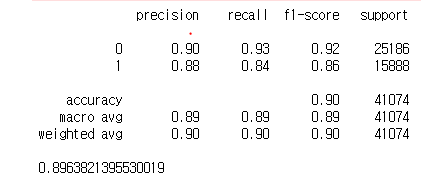 precision recall f1-score support
0 0.90 0.93 0.92 25186
1 0.88 0.84 0.86 15888
accuracy 0.90 41074
macro avg 0.89 0.89 0.89 41074
weighted avg 0.90 0.90 0.90 41074
0.8963821395530019